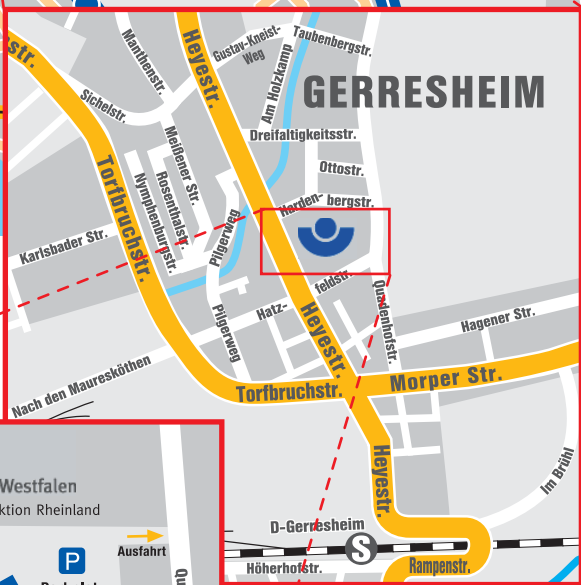 Gustav-Kneist-
Weg
Taubenbergstr.
Heyestr.
Manthenstr.
Am Holzkamp
GERRESHEIM
Sichelstr.
Dreifaltigkeitsstr.
Meißener Str.
Ottostr.
Torfbruchstr.
Rosenthalstr.
Nymphenburgstr.
Harden-
bergstr.
Pilgerweg
Karlsbader Str.
Hatz-
feldstr.
Quadenhofstr.
Heyestr.
Hagener Str.
Pilgerweg
Nach den Mauresköthen
Torfbruchstr.
Morper Str.
Heyestr.
Im Brühl
Westfalen
ktion Rheinland
D-Gerresheim
S
P
Ausfahrt
Höherhofstr.
Rampenstr.